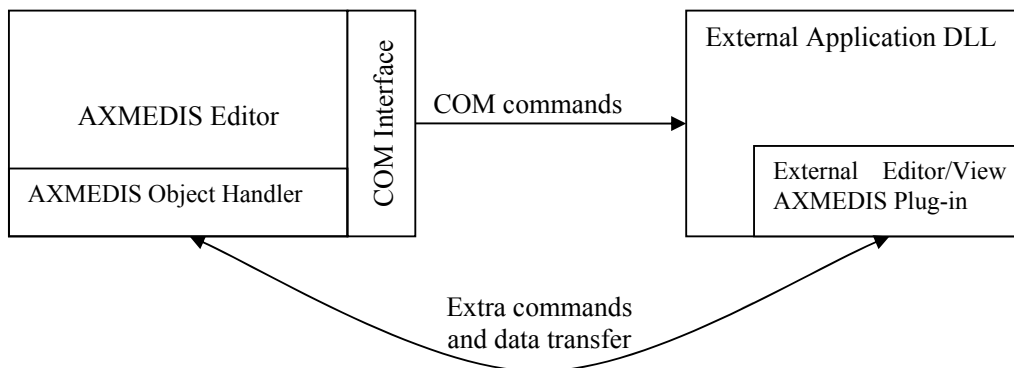 AXMEDIS Editor
AXMEDIS Object Handler
COM Interface
COM commands
External Application DLL
External Editor/View
AXMEDIS Plug-in
Extra commands
and data transfer